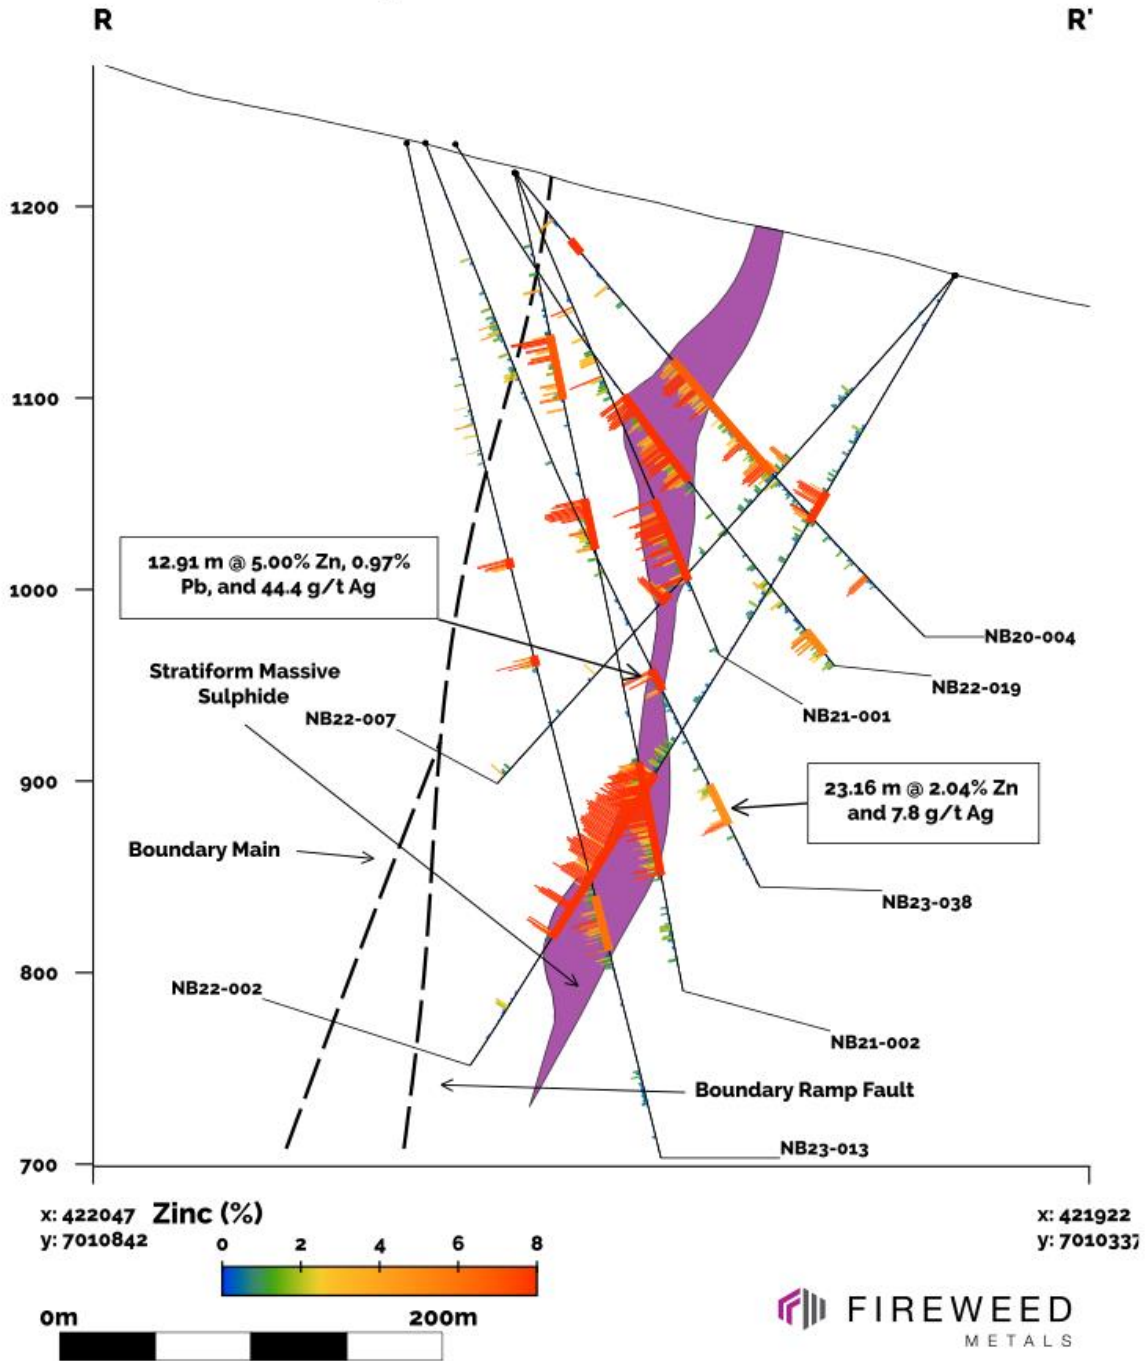 R
R'
1200
1100
12.91 m @ 5.00% Zn, 0.97%
Pb, and 44.4 g/t Ag
1000
NB20-004
Stratiform Massive
Sulphide
NB22-019
NB22-007
NB21-001
900
23.16 m @ 2.04% Zn
and 7.8 g/t Ag
Boundary Main
NB23-038
800
NB22-002
NB21-002
Boundary Ramp Fault
NB23-013
700
x: 422047
y: 7010842
Zinc (%)
x: 421922
y: 7010337
0 2 4 6 8
0m 200m
FIREWEED
METALS